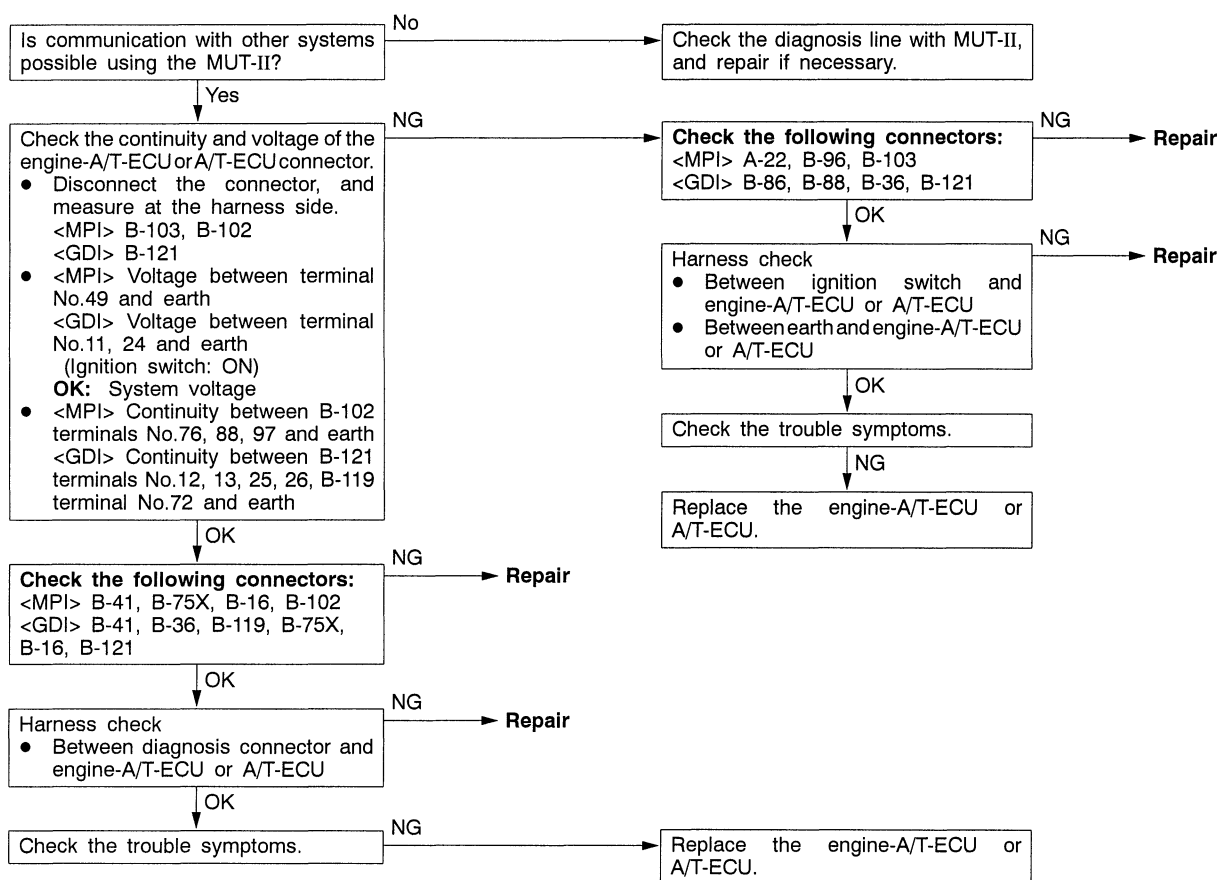 Is communication with other systems
possible using the MUT-II?
No
Check the diagnosis line with MUT-II,
and repair if necessary.
Yes
Check the continuity and voltage of the
engine-A/T-ECU or A/T-ECU connector.
● Disconnect the connector, and
measure at the harness side.
<MPI> B-103, B-102
<GDI> B-121
● <MPI> Voltage between terminal
No.49 and earth
<GDI> Voltage between terminal
No.11, 24 and earth
(Ignition switch: ON)
OK: System voltage
● <MPI> Continuity between B-102
terminals No.76, 88, 97 and earth
<GDI> Continuity between B-121
terminals No.12, 13, 25, 26, B-119
terminal No.72 and earth
NG
Check the following connectors:
<MPI> A-22, B-96, B-103
<GDI> B-86, B-88, B-36, B-121
NG
Repair
OK
Harness check
● Between ignition switch and
engine-A/T-ECU or A/T-ECU
● Between earth and engine-A/T-ECU
or A/T-ECU
NG
Repair
OK
Check the trouble symptoms.
NG
Replace the engine-A/T-ECU or
A/T-ECU.
OK
Check the following connectors:
<MPI> B-41, B-75X, B-16, B-102
<GDI> B-41, B-36, B-119, B-75X,
B-16, B-121
NG
Repair
OK
Harness check
● Between diagnosis connector and
engine-A/T-ECU or A/T-ECU
NG
Repair
OK
Check the trouble symptoms.
NG
Replace the engine-A/T-ECU or
A/T-ECU.